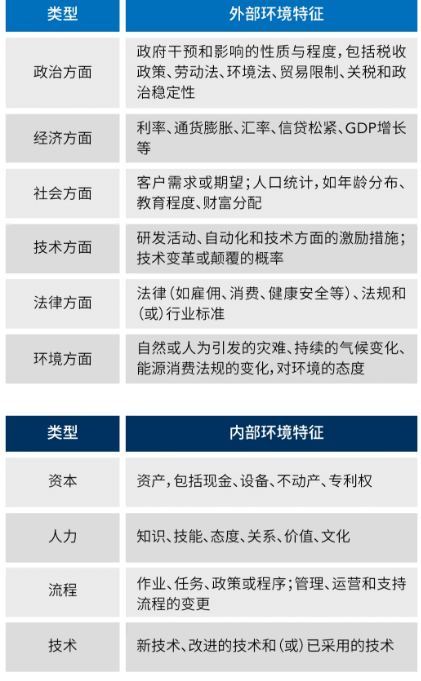 类型 外部环境特征
政治方面
政府干预和影响的性质与程度,包括税收
政策、劳动法、环境法、贸易限制、关税和政
治稳定性
经济方面
利率、通货膨胀、汇率、信贷松紧、GDP增长
等
社会方面
客户需求或期望;人口统计,如年龄分布、
教育程度、财富分配
技术方面
研发活动、自动化和技术方面的激励措施;
技术变革或颠覆的概率
法律方面
法律(如雇佣、消费、健康安全等)、法规和
(或)行业标准
环境方面
自然或人为引发的灾难、持续的气候变化、
能源消费法规的变化,对环境的态度
类型 内部环境特征
资本 资产,包括现金、设备、不动产、专利权
人力 知识、技能、态度、关系、价值、文化
流程
作业、任务、政策或程序;管理、运营和支持
流程的变更
技术 新技术、改进的技术和(或)已采用的技术